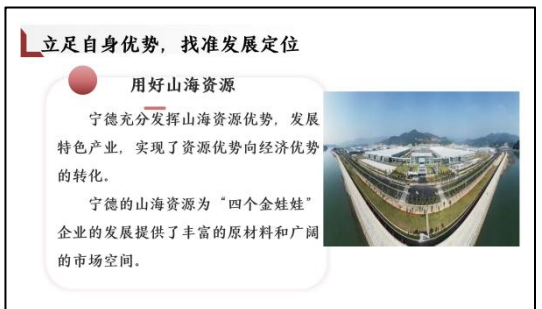 立足自身优势，找准发展定位
用好山海资源
宁德充分发挥山海资源优势，发展
特色产业，实现了资源优势向经济优势
的转化。
宁德的山海资源为“四个金娃娃”
企业的发展提供了丰富的原材料和广阔
的市场空间。